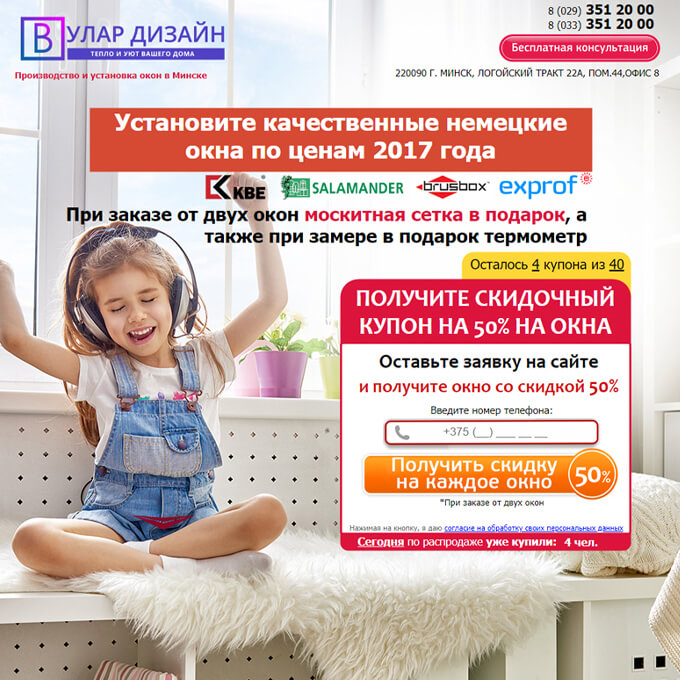 ВУЛАР ДИЗАЙН
ТЕПЛО И УЮТ ВАШЕГО ДОМА
Производство и установка окон в Минске
8 (029) 351 20 00
8 (033) 351 20 00
Бесплатная консультация
220090 Г. МИНСК, ЛОГОЙСКИЙ ТРАКТ 22А, ПОМ.44,ОФИС 8
Установите качественные немецкие
окна по ценам 2017 года
KBE SALAMANDER brusbox exprof
При заказе от двух окон москитная сетка в подарок, а
также при замере в подарок термометр
Осталось 4 купона из 40
ПОЛУЧИТЕ СКИДОЧНЫЙ
КУПОН НА 50% НА ОКНА
Оставьте заявку на сайте
и получите окно со скидкой 50%
Введите номер телефона:
+375 (__) ___ __ __
Получить скидку
на каждое окно 50%
*При заказе от двух окон
Нажимая на кнопку, я даю согласие на обработку своих персональных данных
Сегодня по распродаже уже купили: 4 чел.